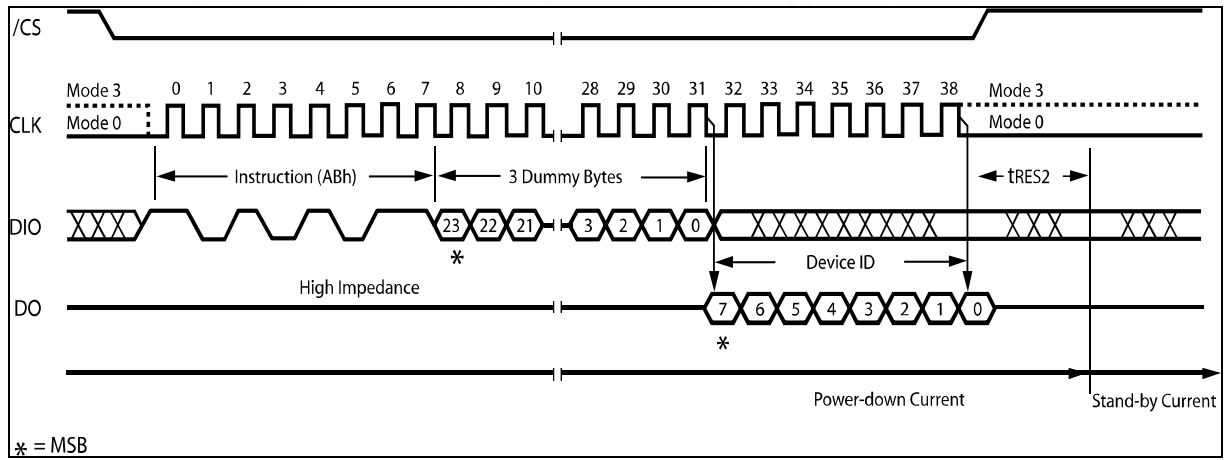 /CS
Mode 3 0 1 2 3 4 5 6 7 8 9 10 28 29 30 31 32 33 34 35 36 37 38 Mode 3
CLK Mode 0 Mode 0
Instruction (ABh) 3 Dummy Bytes tRES2
DIO 23 22 21 3 2 1 0
* Device ID
High Impedance
DO 7 6 5 4 3 2 1 0
*
Power-down Current Stand-by Current
* = MSB